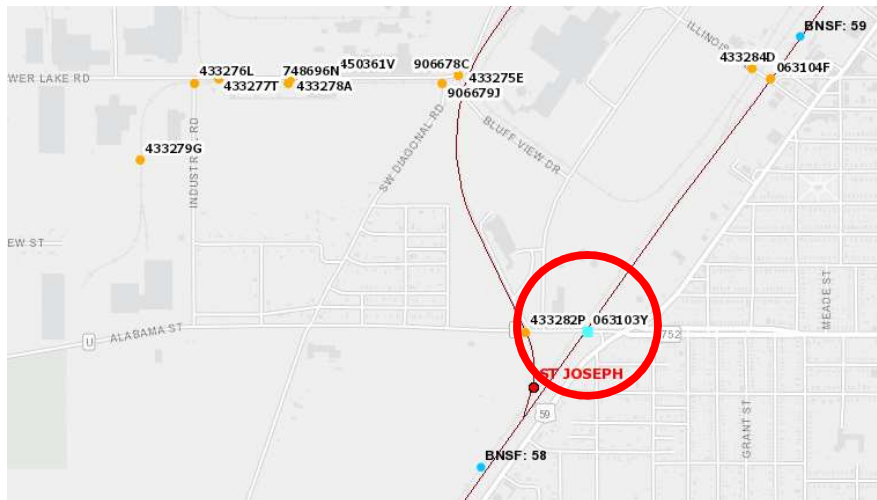 BNSF: 59
ILLINOIS
433284D
063104F
450361V
906678C
433276L
748696N
433275E
WER LAKE RD
433277T
433278A
906679J
433279G
SW DIAGONAL RD
BLUFF VIEW DR
INDUST
RD
EW ST
MEADE ST
433282P
063103Y
U
ALABAMA ST
752
ST JOSEPH
59
GRANT ST
BNSF: 58